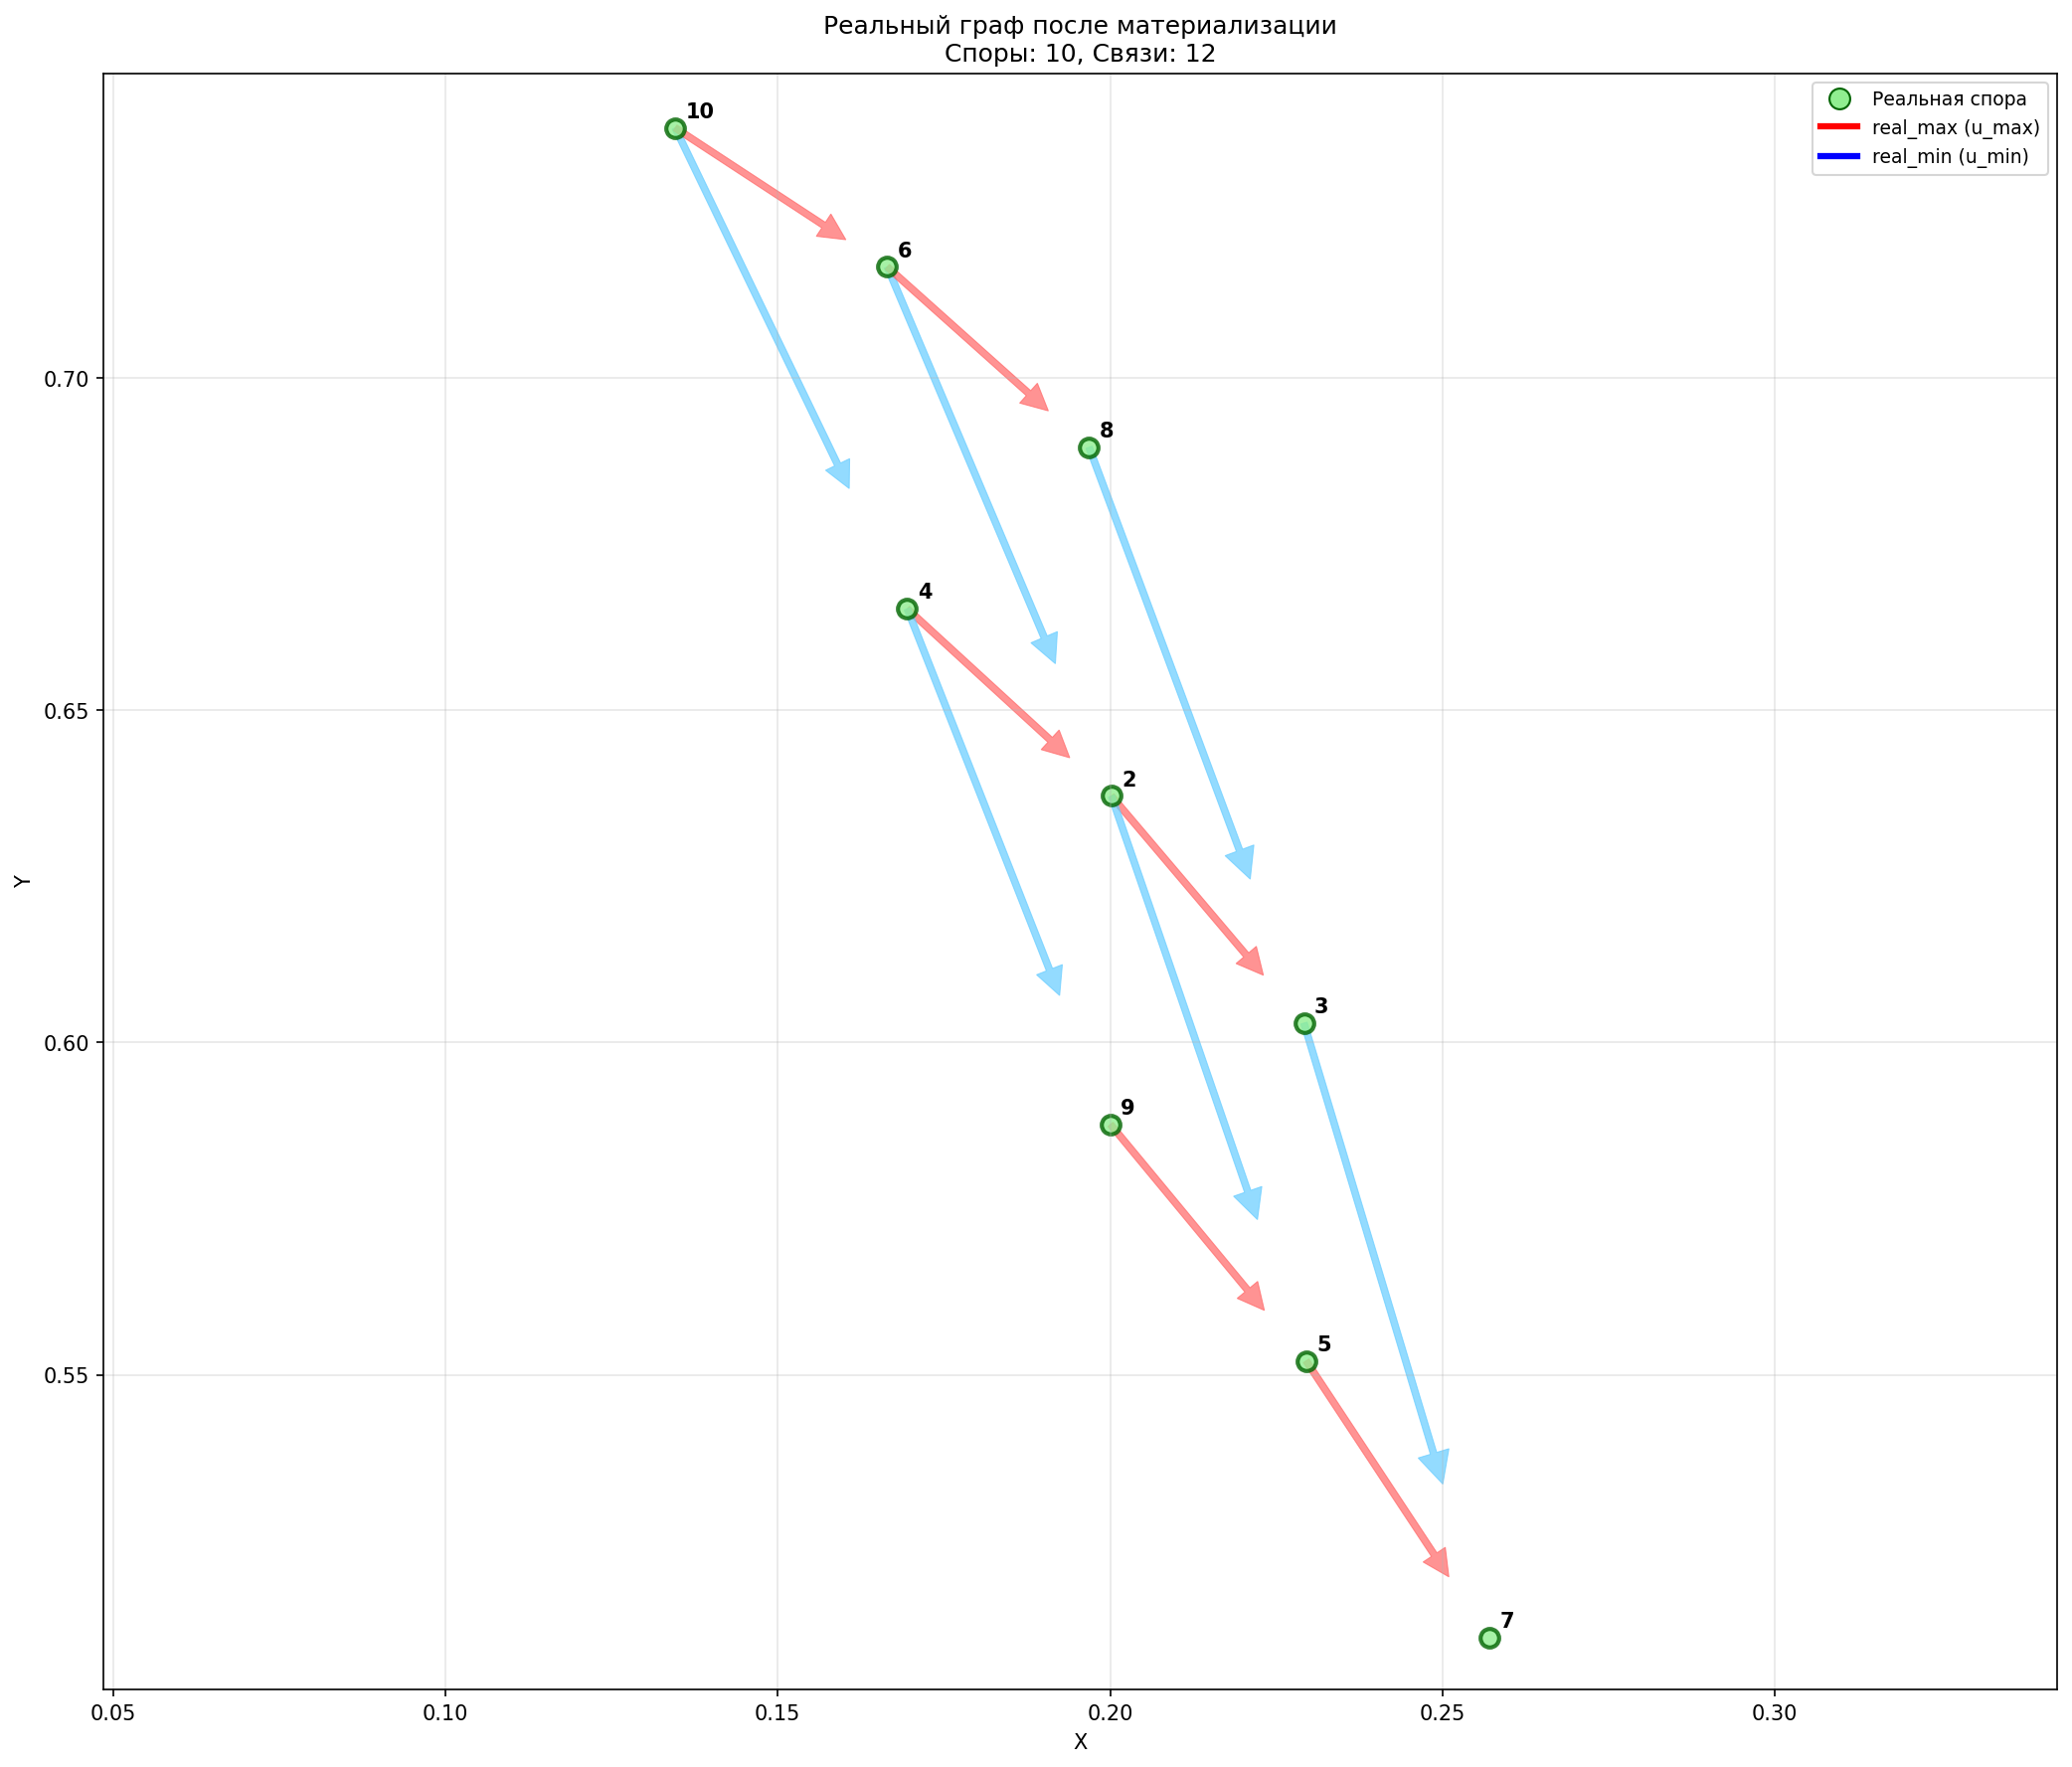 Реальный граф после материализации
Споры: 10, Связи: 12
Реальная спора
real_max (u_max)
real_min (u_min)
10
6
8
4
2
3
9
5
7
0.70
0.65
0.60
0.55
Y
0.05 0.10 0.15 0.20 0.25 0.30
X